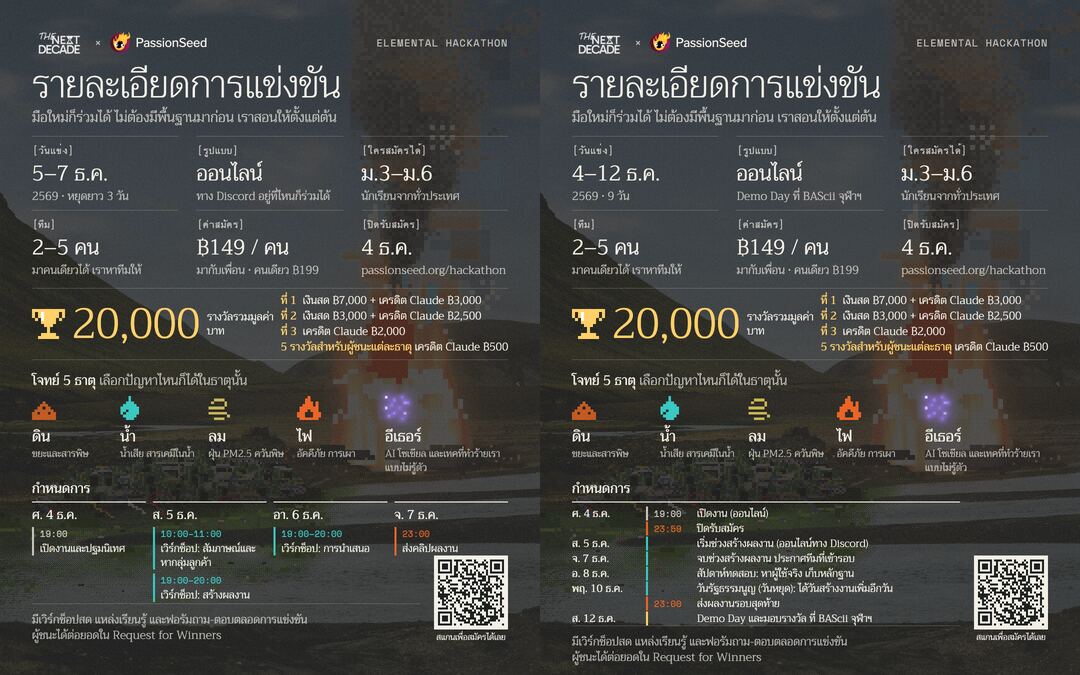 THE NEXT DECADE × PassionSeed
ELEMENTAL HACKATHON
รายละเอียดการแข่งขัน
มือใหม่ก็ร่วมได้ ไม่ต้องมีพื้นฐานมาก่อน เราสอนให้ตั้งแต่ต้น
[วันแข่ง]
5–7 ธ.ค.
2569 · หยุดยาว 3 วัน
[รูปแบบ]
ออนไลน์
ทาง Discord อยู่ที่ไหนก็ร่วมได้
[ใครสมัครได้]
ม.3–ม.6
นักเรียนจากทั่วประเทศ
[ทีม]
2–5 คน
มาคนเดียวได้ เราหาทีมให้
[ค่าสมัคร]
฿149 / คน
มากับเพื่อน · คนเดียว ฿199
[ปิดรับสมัคร]
4 ธ.ค.
passionseed.org/hackathon
20,000
รางวัลรวมมูลค่า
บาท
ที่ 1 เงินสด ฿7,000 + เครดิต Claude ฿3,000
ที่ 2 เงินสด ฿3,000 + เครดิต Claude ฿2,500
ที่ 3 เครดิต Claude ฿2,000
5 รางวัลสำหรับผู้ชนะแต่ละธาตุ เครดิต Claude ฿500
โจทย์ 5 ธาตุ เลือกปัญหาไหนก็ได้ในธาตุนั้น
ดิน
ขยะและสารพิษ
น้ำ
น้ำเสีย สารเคมีในน้ำ
ลม
ฝุ่น PM2.5 ควันพิษ
ไฟ
อัคคีภัย การเผา
อีเธอร์
AI โซเชียล และเทคที่ทำร้ายเรา
แบบไม่รู้ตัว
กำหนดการ
ศ. 4 ธ.ค.
19:00
เปิดงานและปฐมนิเทศ
ส. 5 ธ.ค.
10:00–11:00
เวิร์กช็อป: สัมภาษณ์และ
หากลุ่มลูกค้า
19:00–20:00
เวิร์กช็อป: สร้างผลงาน
อา. 6 ธ.ค.
19:00–20:00
เวิร์กช็อป: การนำเสนอ
จ. 7 ธ.ค.
23:00
ส่งคลิปผลงาน
มีเวิร์กช็อปสด แหล่งเรียนรู้ และฟอรัมถาม-ตอบตลอดการแข่งขัน
ผู้ชนะได้ต่อยอดใน Request for Winners
สแกนเพื่อสมัครได้เลย
THE NEXT DECADE × PassionSeed
ELEMENTAL HACKATHON
รายละเอียดการแข่งขัน
มือใหม่ก็ร่วมได้ ไม่ต้องมีพื้นฐานมาก่อน เราสอนให้ตั้งแต่ต้น
[วันแข่ง]
4–12 ธ.ค.
2569 · 9 วัน
[รูปแบบ]
ออนไลน์
Demo Day ที่ BAScii จุฬาฯ
[ใครสมัครได้]
ม.3–ม.6
นักเรียนจากทั่วประเทศ
[ทีม]
2–5 คน
มาคนเดียวได้ เราหาทีมให้
[ค่าสมัคร]
฿149 / คน
มากับเพื่อน · คนเดียว ฿199
[ปิดรับสมัคร]
4 ธ.ค.
passionseed.org/hackathon
20,000
รางวัลรวมมูลค่า
บาท
ที่ 1 เงินสด ฿7,000 + เครดิต Claude ฿3,000
ที่ 2 เงินสด ฿3,000 + เครดิต Claude ฿2,500
ที่ 3 เครดิต Claude ฿2,000
5 รางวัลสำหรับผู้ชนะแต่ละธาตุ เครดิต Claude ฿500
โจทย์ 5 ธาตุ เลือกปัญหาไหนก็ได้ในธาตุนั้น
ดิน
ขยะและสารพิษ
น้ำ
น้ำเสีย สารเคมีในน้ำ
ลม
ฝุ่น PM2.5 ควันพิษ
ไฟ
อัคคีภัย การเผา
อีเธอร์
AI โซเชียล และเทคที่ทำร้ายเรา
แบบไม่รู้ตัว
กำหนดการ
ศ. 4 ธ.ค. 19:00 เปิดงาน (ออนไลน์)
23:59 ปิดรับสมัคร
ส. 5 ธ.ค. เริ่มช่วงสร้างผลงาน (ออนไลน์ทาง Discord)
จ. 7 ธ.ค. จบช่วงสร้างผลงาน ประกาศทีมที่เข้ารอบ
อ. 8 ธ.ค. สัปดาห์ทดสอบ: หาผู้ใช้จริง เก็บหลักฐาน
พฤ. 10 ธ.ค. วันรัฐธรรมนูญ (วันหยุด): ได้วันสร้างงานเพิ่มอีกวัน
23:00 ส่งผลงานรอบสุดท้าย
ส. 12 ธ.ค. Demo Day และมอบรางวัล ที่ BAScii จุฬาฯ
มีเวิร์กช็อปสด แหล่งเรียนรู้ และฟอรัมถาม-ตอบตลอดการแข่งขัน
ผู้ชนะได้ต่อยอดใน Request for Winners
สแกนเพื่อสมัครได้เลย